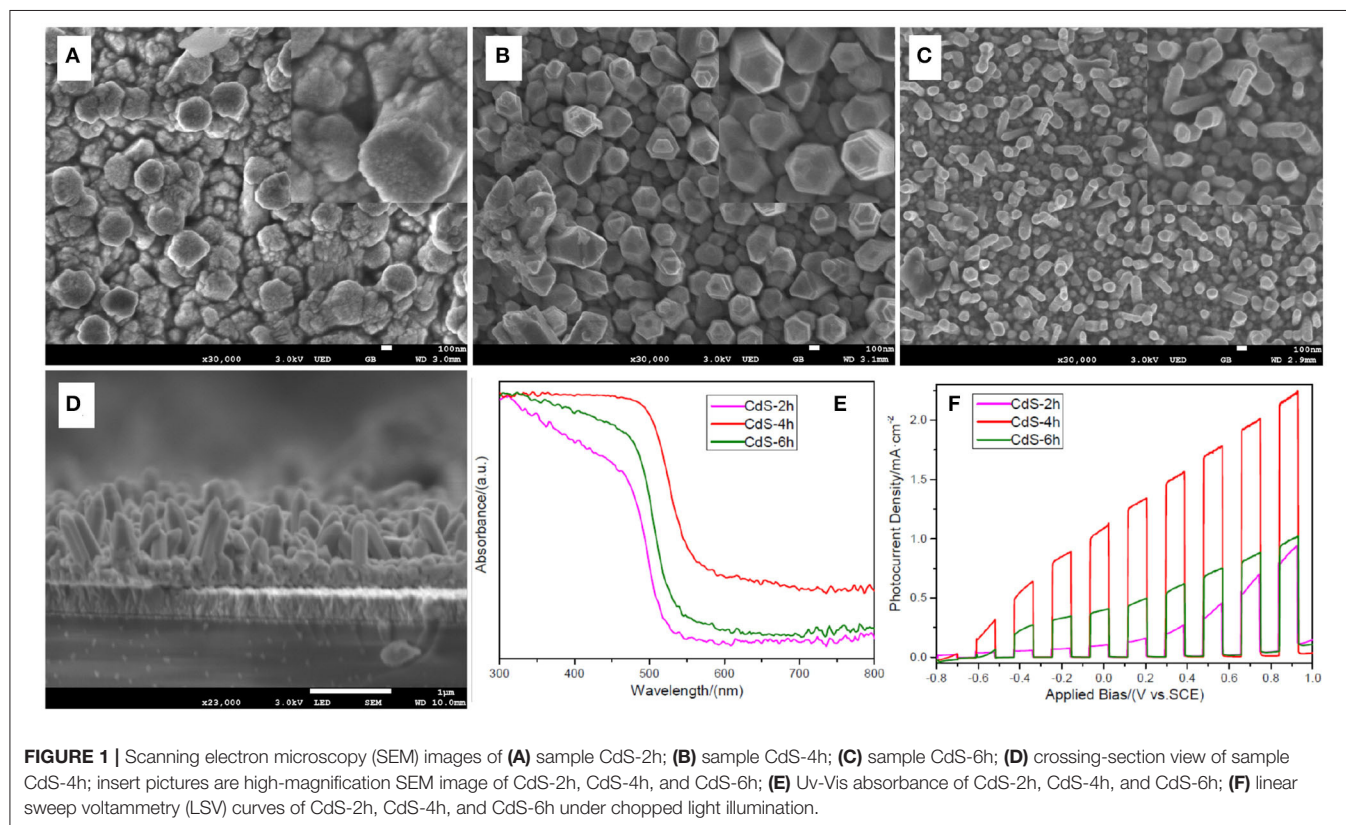 A
x30,000 3.0kV UED GB WD 3.0mm
100nm
B
x30,000 3.0kV UED GB WD 3.1mm
100nm
C
x30,000 3.0kV UED GB WD 2.9mm
100nm
D
x23,000 3.0kV LED SEM WD 10.0mm
1μm
E
CdS-2h
CdS-4h
CdS-6h
Absorbance/(a.u.)
300 400 500 600 700 800
Wavelength/(nm)
F
CdS-2h
CdS-4h
CdS-6h
Photocurrent Density/mA·cm⁻²
2.0
1.5
1.0
0.5
0.0
-0.8 -0.6 -0.4 -0.2 0.0 0.2 0.4 0.6 0.8 1.0
Applied Bias/(V vs.SCE)
FIGURE 1 | Scanning electron microscopy (SEM) images of (A) sample CdS-2h; (B) sample CdS-4h; (C) sample CdS-6h; (D) crossing-section view of sample
CdS-4h; insert pictures are high-magnification SEM image of CdS-2h, CdS-4h, and CdS-6h; (E) Uv-Vis absorbance of CdS-2h, CdS-4h, and CdS-6h; (F) linear
sweep voltammetry (LSV) curves of CdS-2h, CdS-4h, and CdS-6h under chopped light illumination.